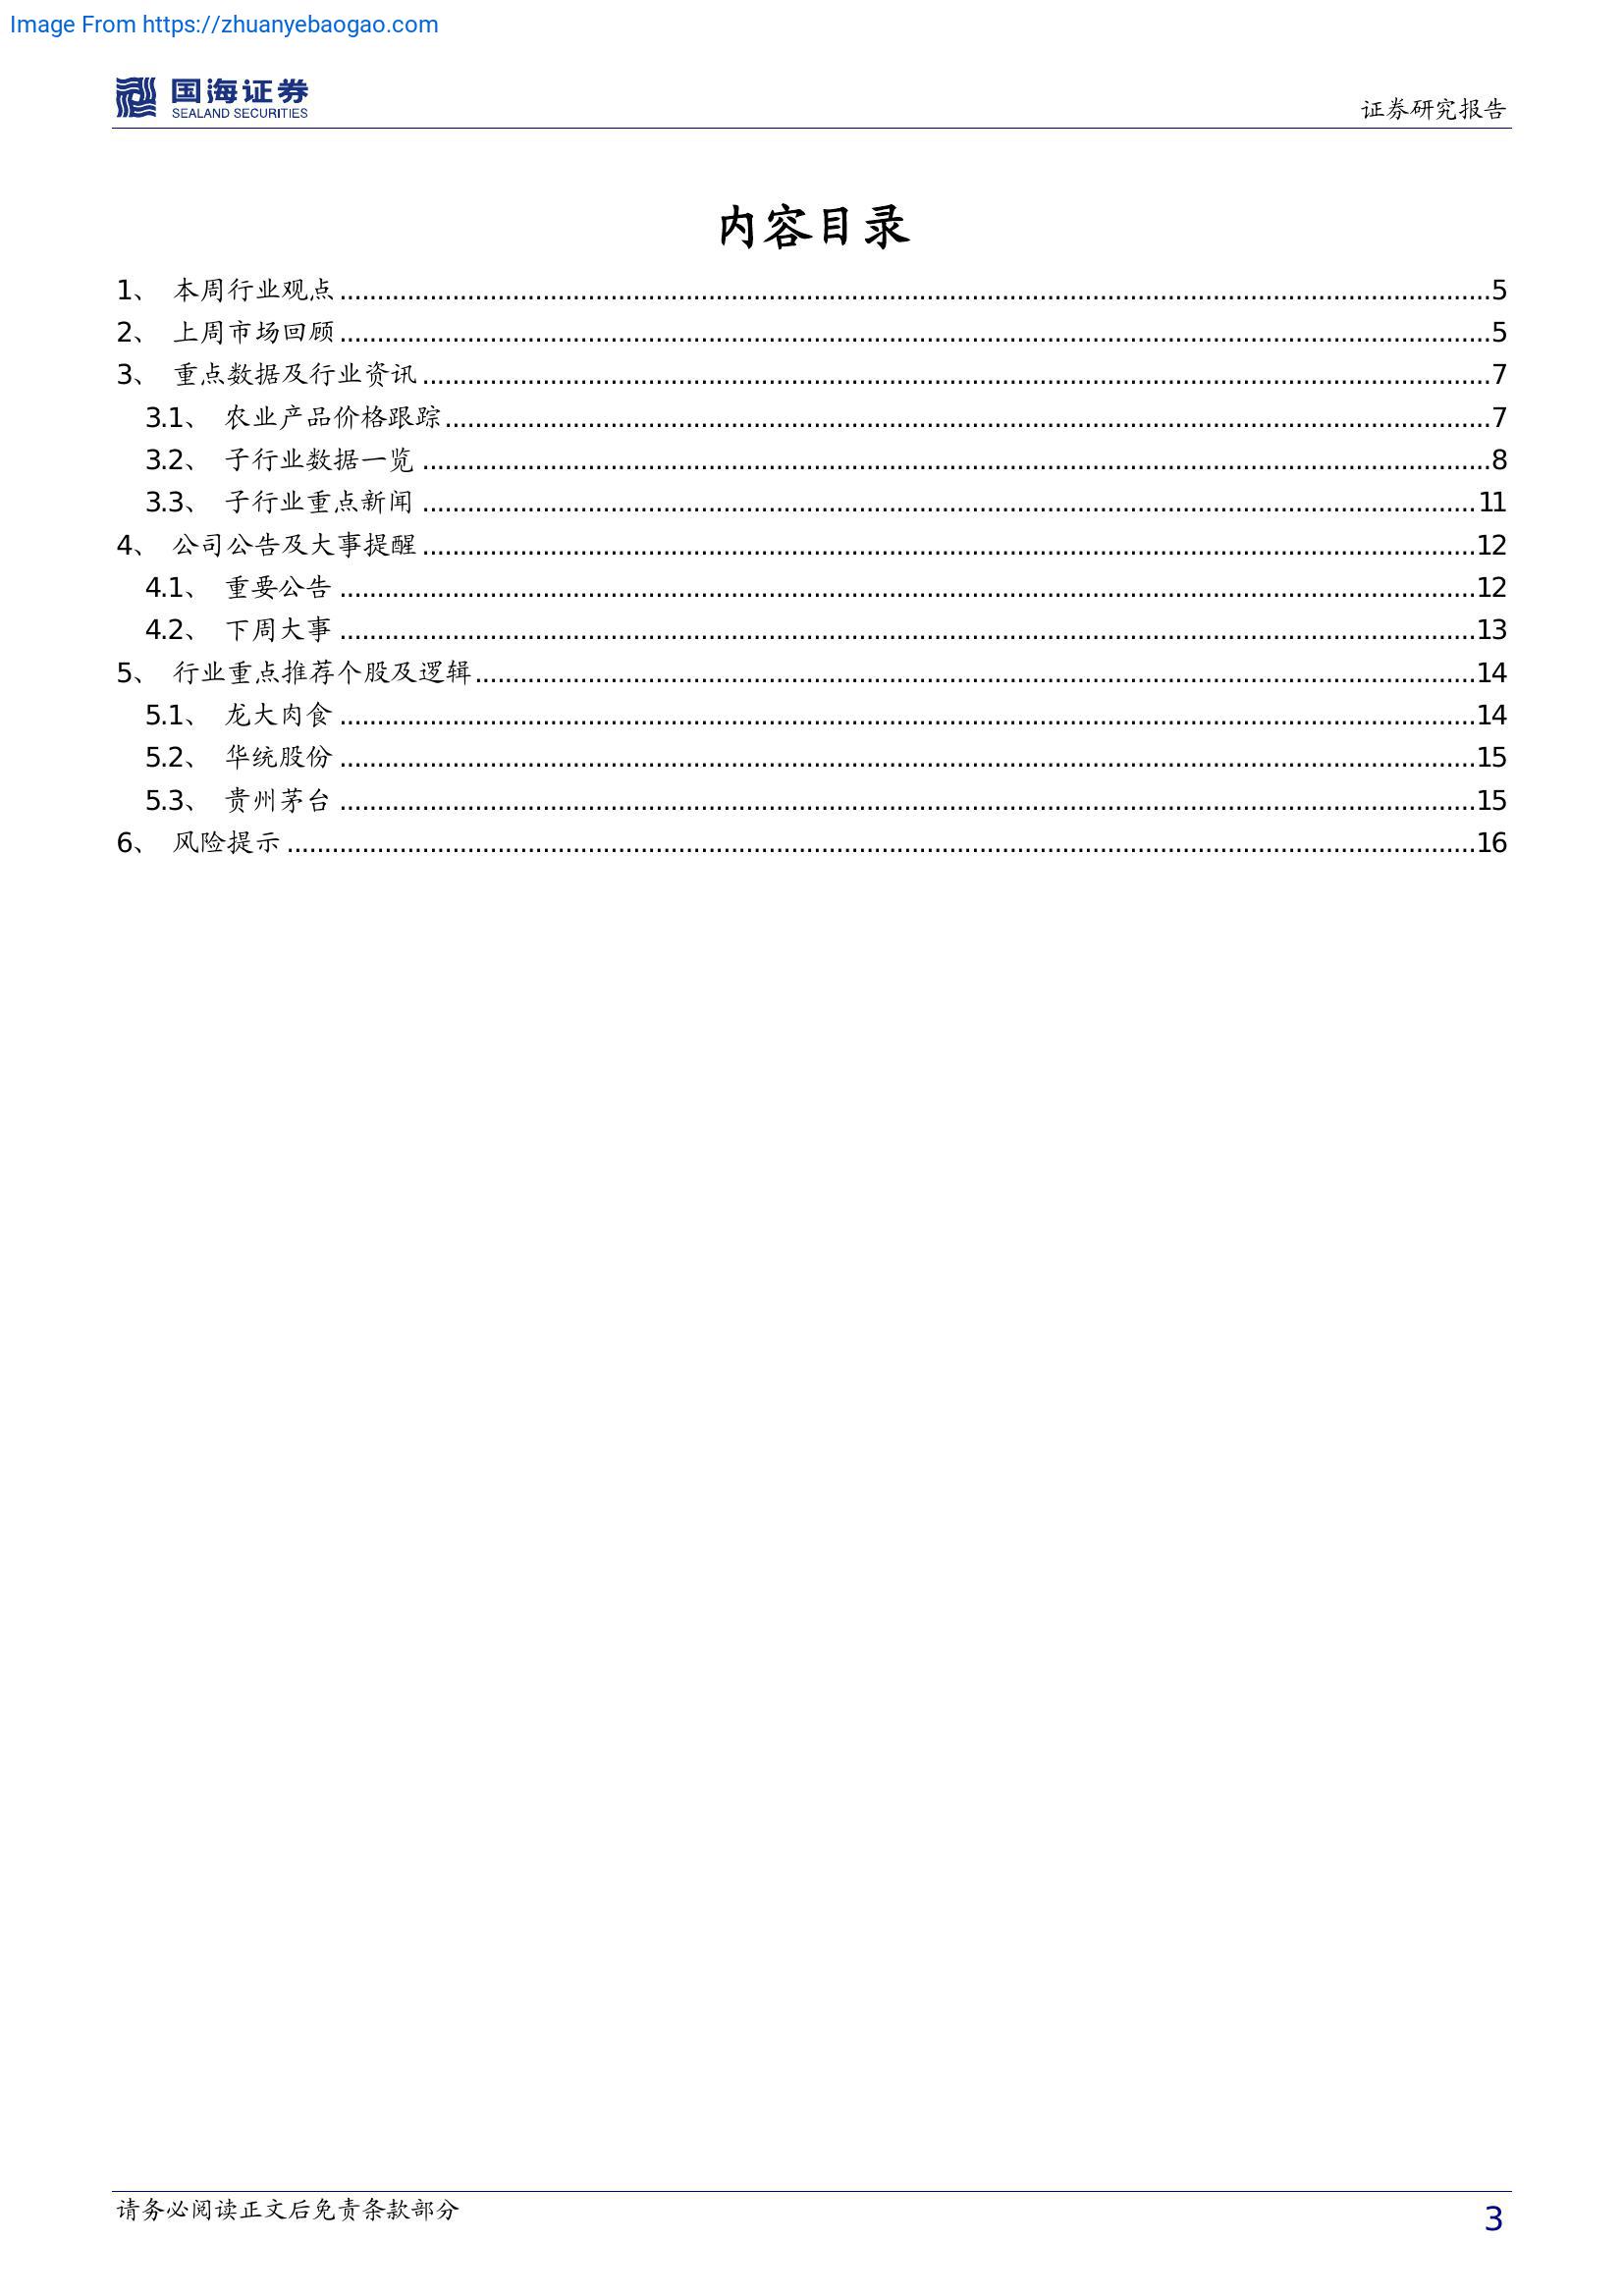 Image From https://zhuanyebaogao.com
国海证券
SEALAND SECURITIES
证券研究报告
内容目录
1、 本周行业观点 5
2、 上周市场回顾 5
3、 重点数据及行业资讯 7
3.1、 农业产品价格跟踪 7
3.2、 子行业数据一览 8
3.3、 子行业重点新闻 11
4、 公司公告及大事提醒 12
4.1、 重要公告 12
4.2、 下周大事 13
5、 行业重点推荐个股及逻辑 14
5.1、 龙大肉食 14
5.2、 华统股份 15
5.3、 贵州茅台 15
6、 风险提示 16
请务必阅读正文后免责条款部分
3